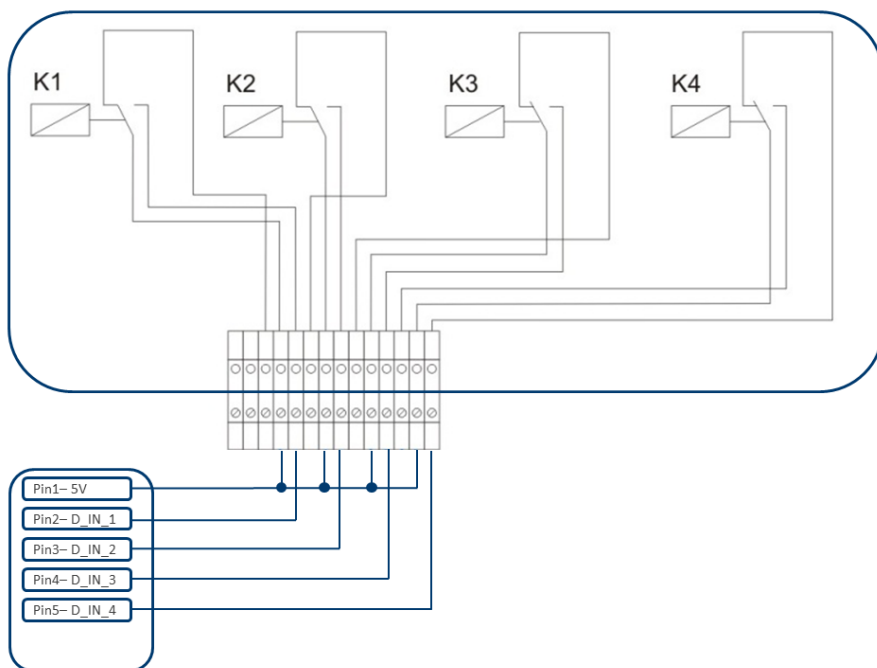 K1
K2
K3
K4
Pin1– 5V
Pin2– D_IN_1
Pin3– D_IN_2
Pin4– D_IN_3
Pin5– D_IN_4